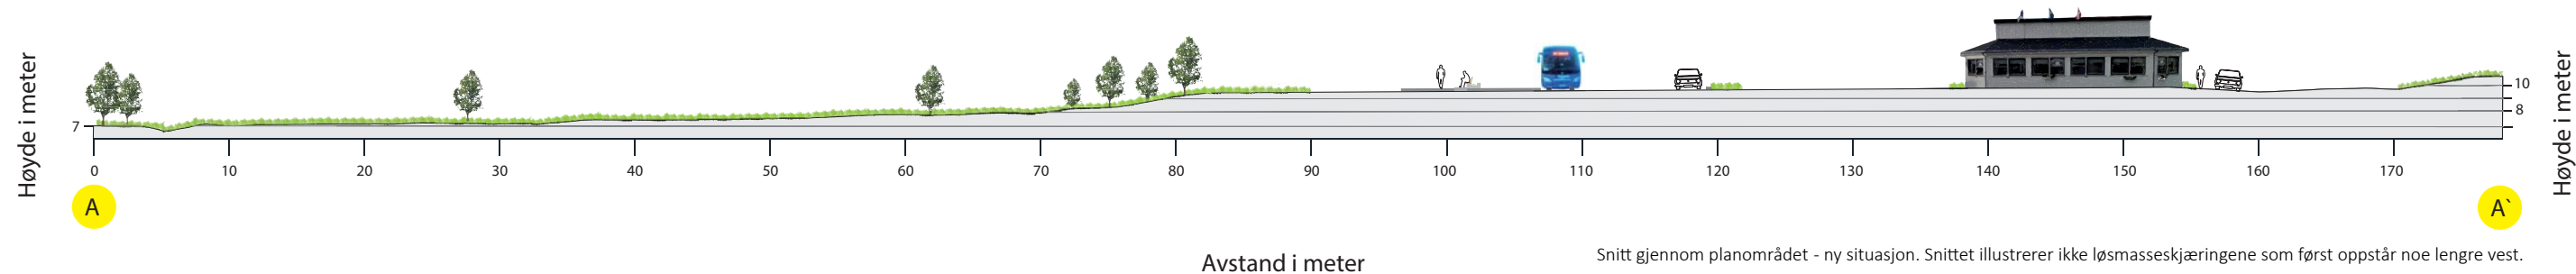 Høyde i meter
7
10
8
Høyde i meter
0 10 20 30 40 50 60 70 80 90 100 110 120 130 140 150 160 170
A A`
Avstand i meter
Snitt gjennom planområdet - ny situasjon. Snittet illustrerer ikke løsmasseskjæringene som først oppstår noe lengre vest.